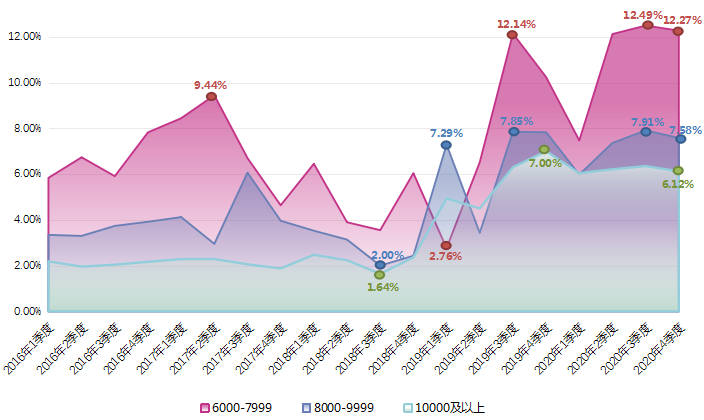 12.00%
10.00%
8.00%
6.00%
4.00%
2.00%
0.00%
9.44%
2.00%
1.64%
7.29%
2.76%
12.14%
7.85%
7.00%
12.49%
12.27%
7.91%
7.58%
6.12%
2016年1季度
2016年2季度
2016年3季度
2016年4季度
2017年1季度
2017年2季度
2017年3季度
2017年4季度
2018年1季度
2018年2季度
2018年3季度
2018年4季度
2019年1季度
2019年2季度
2019年3季度
2019年4季度
2020年1季度
2020年2季度
2020年3季度
2020年4季度
6000-7999
8000-9999
10000及以上